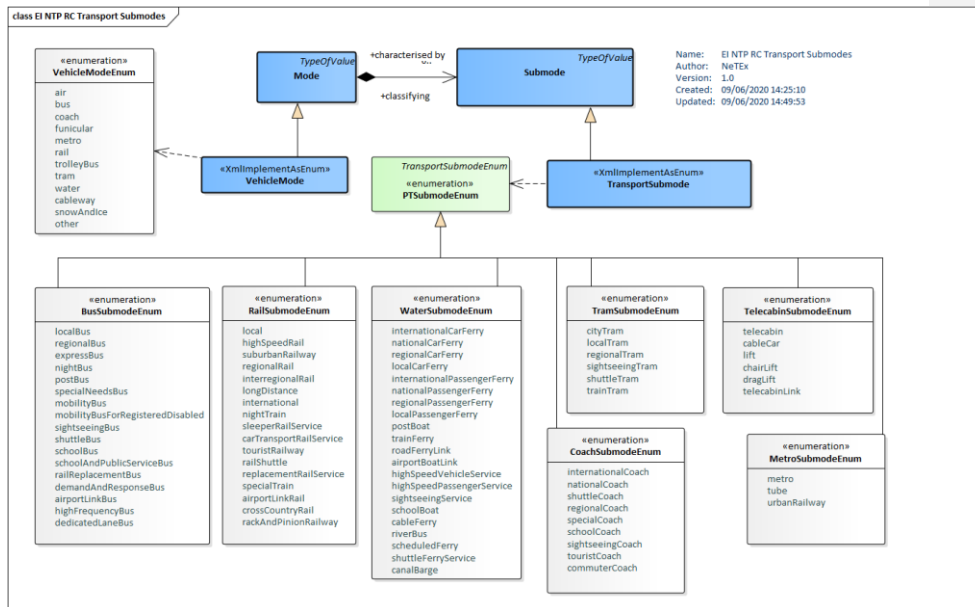 class EI NTP RC Transport Submodes
«enumeration»
VehicleModeEnum
air
bus
coach
funicular
metro
rail
trolleyBus
tram
water
cableway
snowAndice
other
TypeOfValue
Mode
+characterised by
+classifying
TypeOfValue
Submode
Name: EI NTP RC Transport Submodes
Author: NeTEx
Version: 1.0
Created: 09/06/2020 14:25:10
Updated: 09/06/2020 14:49:53
«XmlImplementAsEnum»
VehicleMode
TransportSubmodeEnum
«enumeration»
PTSubmodeEnum
«XmlImplementAsEnum»
TransportSubmode
«enumeration»
BusSubmodeEnum
localBus
regionalBus
expressBus
nightBus
postBus
specialNeedsBus
mobilityBus
mobilityBusForRegisteredDisabled
sightseeingBus
shuttleBus
schoolBus
schoolAndPublicServiceBus
railReplacementBus
demandAndResponseBus
airportLinkBus
highFrequencyBus
dedicatedLaneBus
«enumeration»
RailSubmodeEnum
local
highSpeedRail
suburbanRailway
regionalRail
interregionalRail
longDistance
international
nightTrain
sleeperRailService
carTransportRailService
touristRailway
railShuttle
replacementRailService
specialTrain
airportLinkRail
crossCountryRail
rackAndPinionRailway
«enumeration»
WaterSubmodeEnum
internationalCarFerry
nationalCarFerry
regionalCarFerry
localCarFerry
internationalPassengerFerry
nationalPassengerFerry
regionalPassengerFerry
localPassengerFerry
postBoat
trainFerry
roadFerryLink
airportBoatLink
highSpeedVehicleService
highSpeedPassengerService
sightseeingService
schoolBoat
cableFerry
riverBus
scheduledFerry
shuttleFerryService
canalBarge
«enumeration»
TramSubmodeEnum
cityTram
localTram
regionalTram
sightseeingTram
shuttleTram
trainTram
«enumeration»
TelecabinSubmodeEnum
telecabin
cableCar
lift
chairLift
dragLift
telecabinLink
«enumeration»
CoachSubmodeEnum
internationalCoach
nationalCoach
shuttleCoach
regionalCoach
specialCoach
schoolCoach
sightseeingCoach
touristCoach
commuterCoach
«enumeration»
MetroSubmodeEnum
metro
tube
urbanRailway